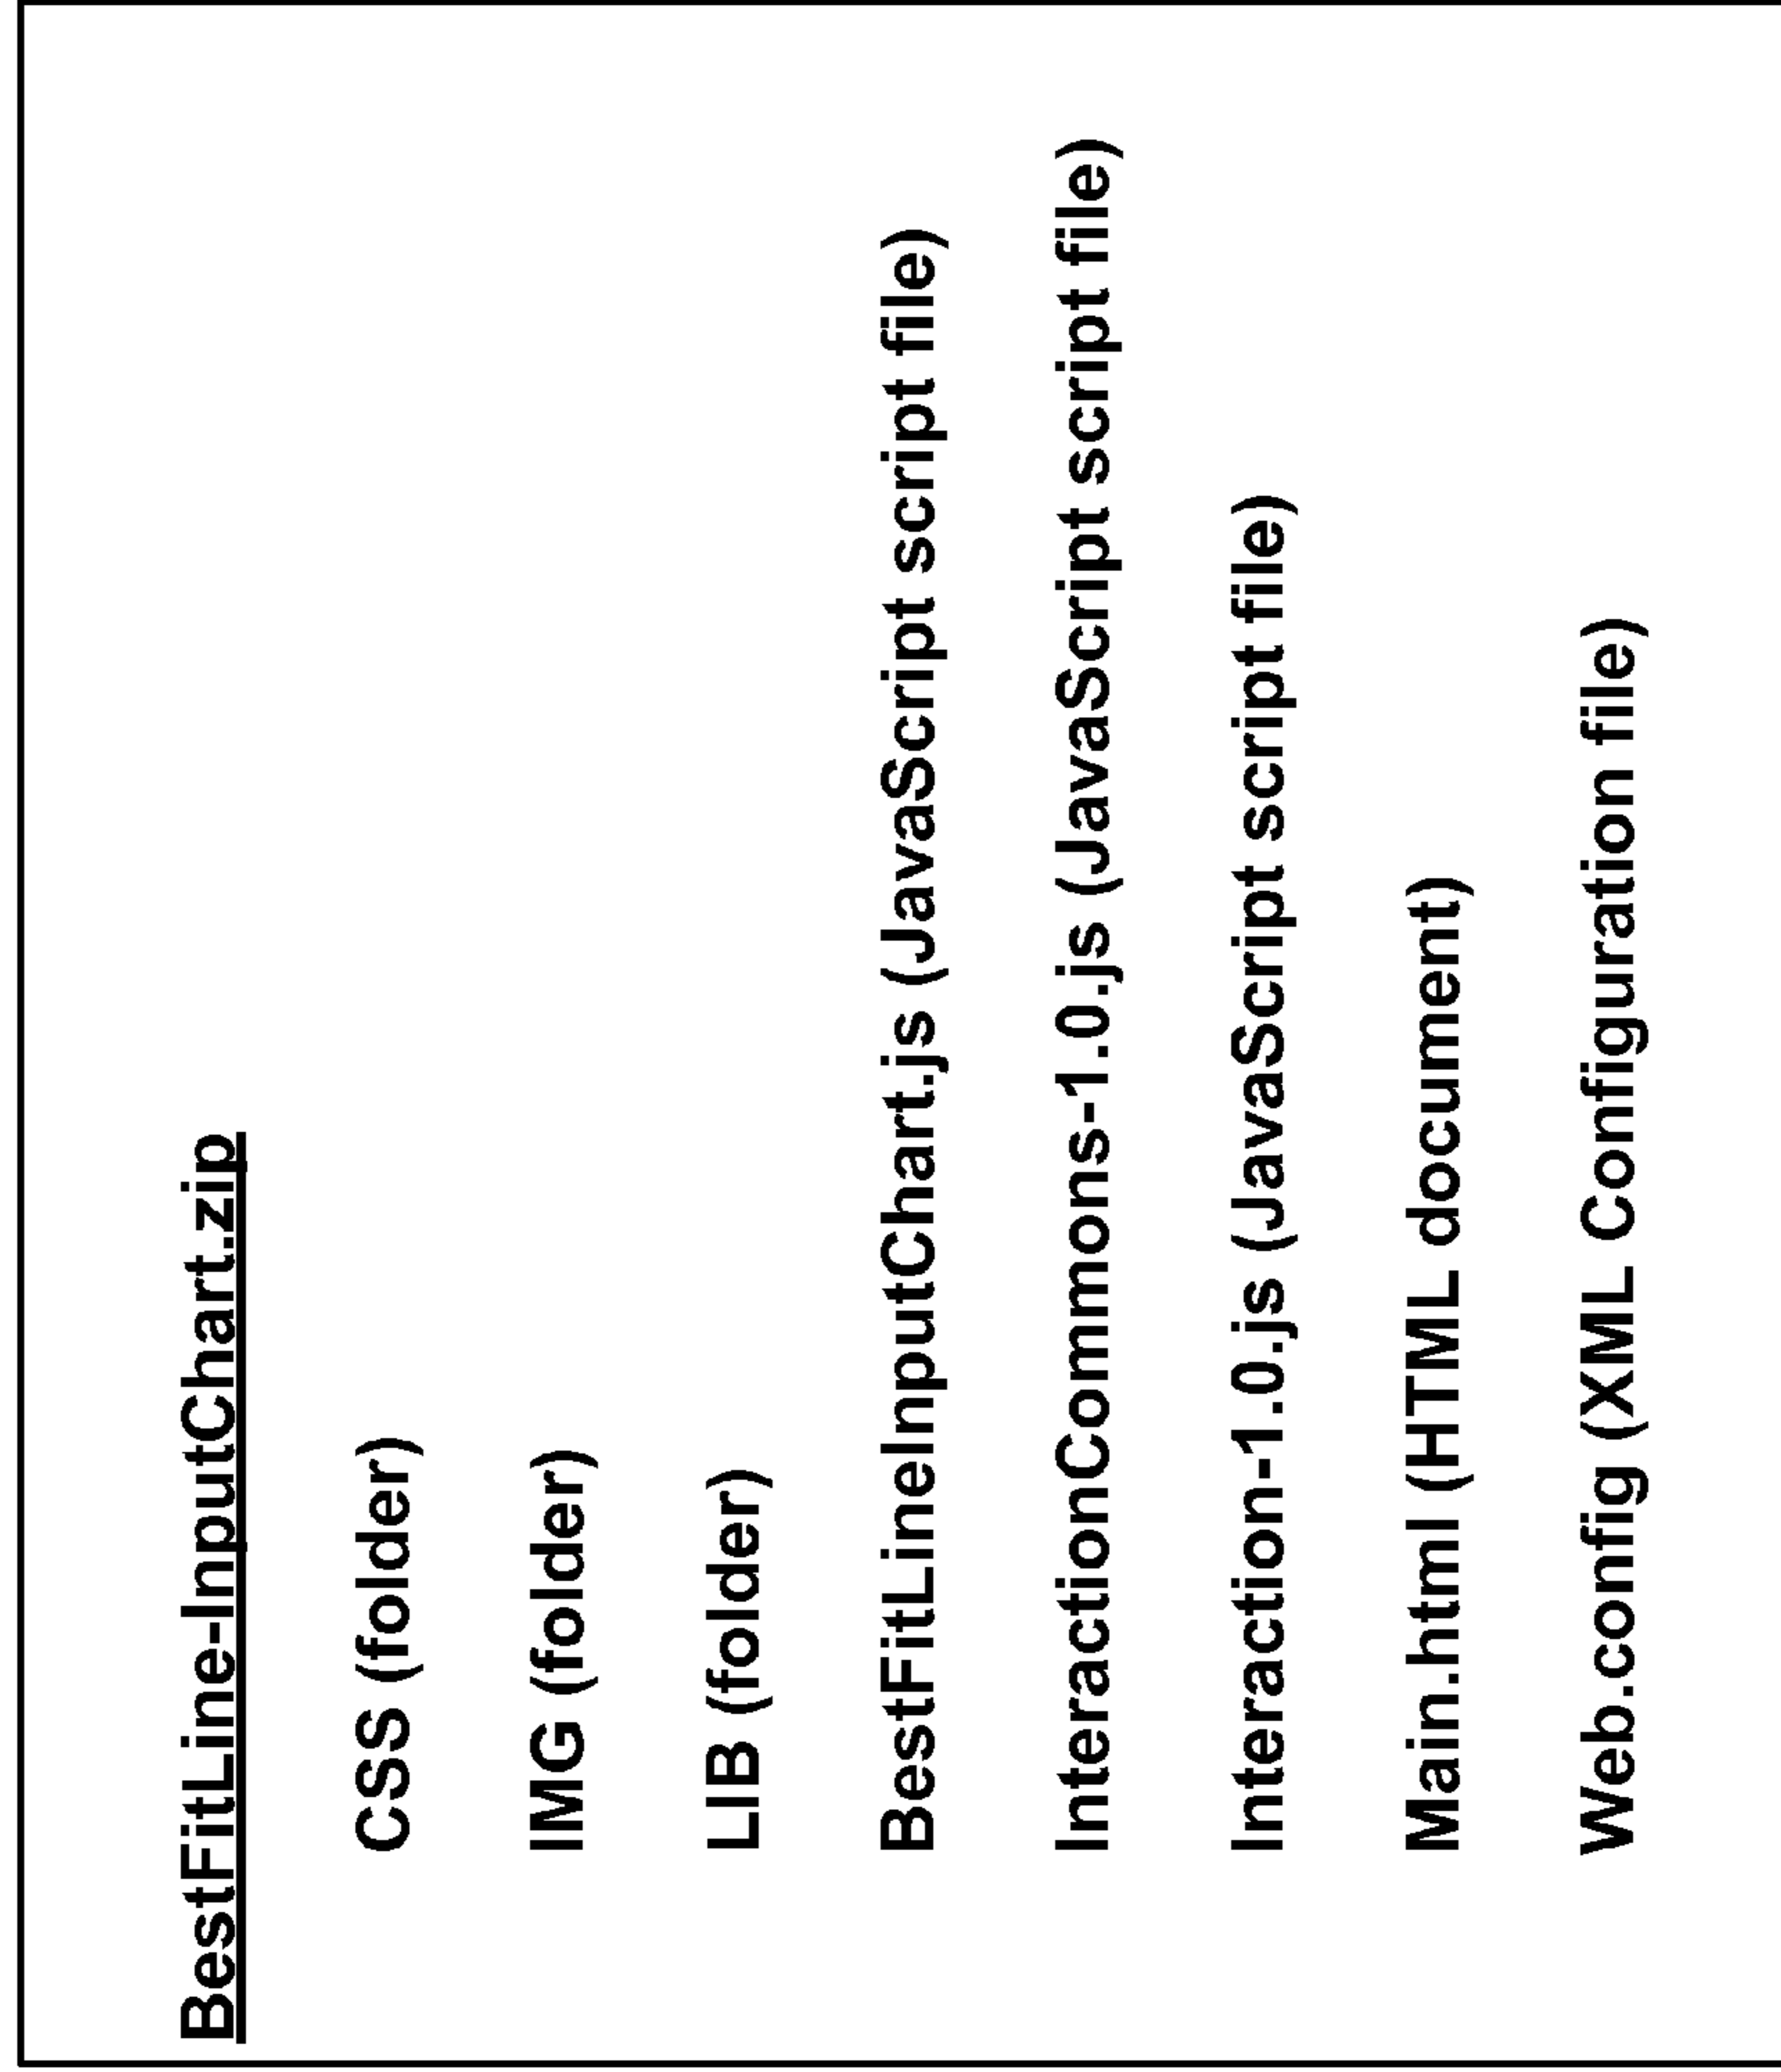 BestFitLine-InputChart.zip
CSS (folder)
IMG (folder)
LIB (folder)
BestFitLineInputChart.js (JavaScript script file)
InteractionCommons-1.0.js (JavaScript script file)
Interaction-1.0.js (JavaScript script file)
Main.html (HTML document)
Web.config (XML Configuration file)